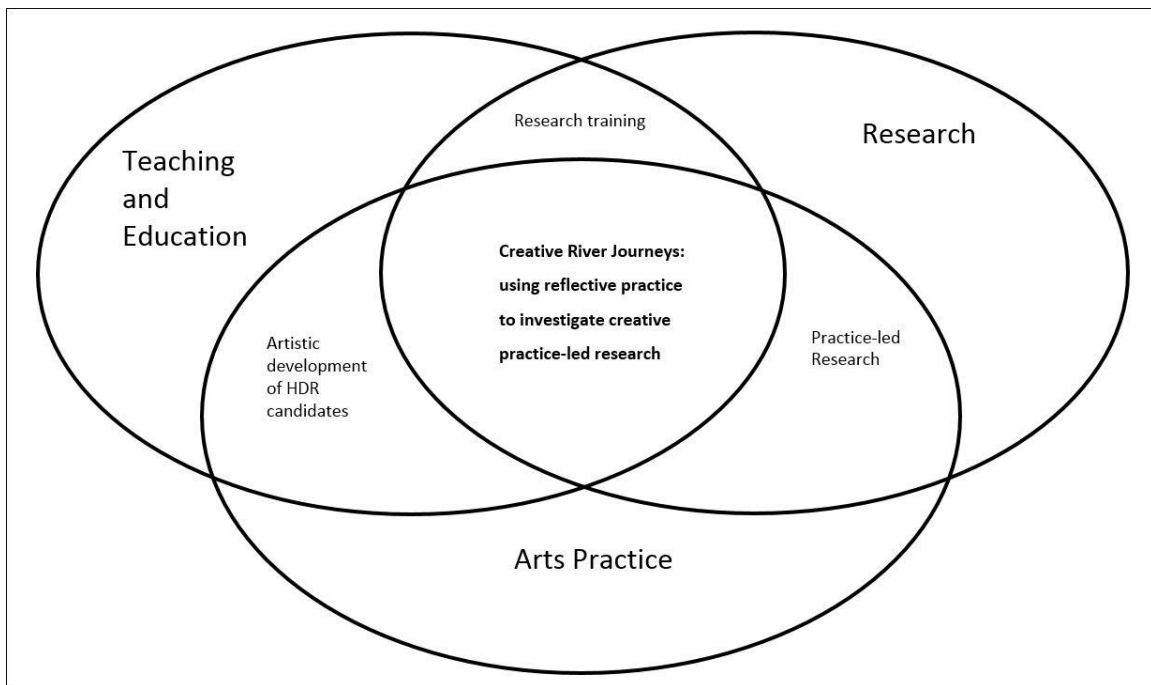 Research training
Research
Teaching
and
Education
Creative River Journeys:
using reflective practice
to investigate creative
practice-led research
Artistic
development
of HDR
candidates
Practice-led
Research
Arts Practice